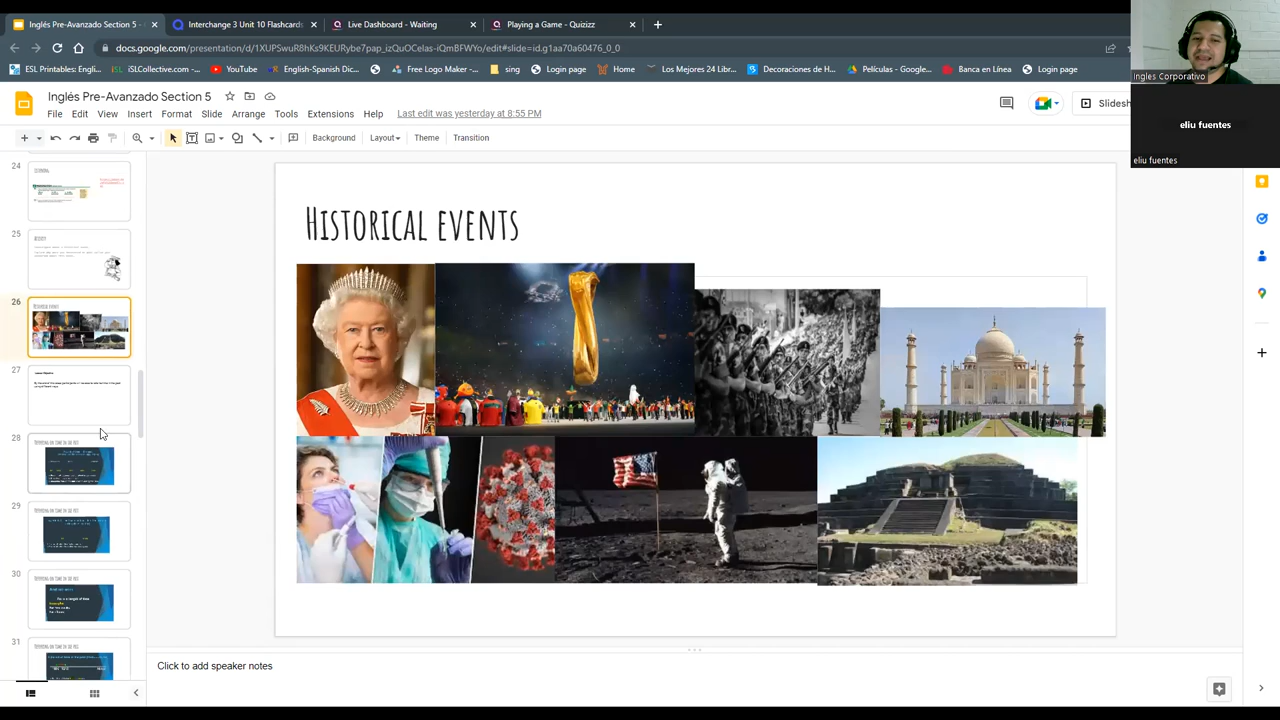 Inglés Pre-Avanzado Section 5 -
Interchange 3 Unit 10 Flashcards
Live Dashboard - Waiting
Playing a Game - Quizizz
docs.google.com/presentation/d/1XUPSwuR8hKs9KEURybe7pap_izQuOCelas-iQmBFWYo/edit#slide=id.g1aa70a60476_0_0
ESL Printables: Engli...
iSLCollective.com -...
YouTube
English-Spanish Dic...
Free Logo Maker -...
sing
Login page
Home
Los Mejores 24 Libr...
Decoraciones de H...
Películas - Google...
Banca en Línea
Login page
Ingles Corporativo
eliu fuentes
eliu fuentes
Inglés Pre-Avanzado Section 5
File Edit View Insert Format Slide Arrange Tools Extensions Help
Last edit was yesterday at 8:55 PM
Slidesh
Background
Layout
Theme
Transition
24
25
26
27
28
29
30
31
Historical events
Click to add speaker notes